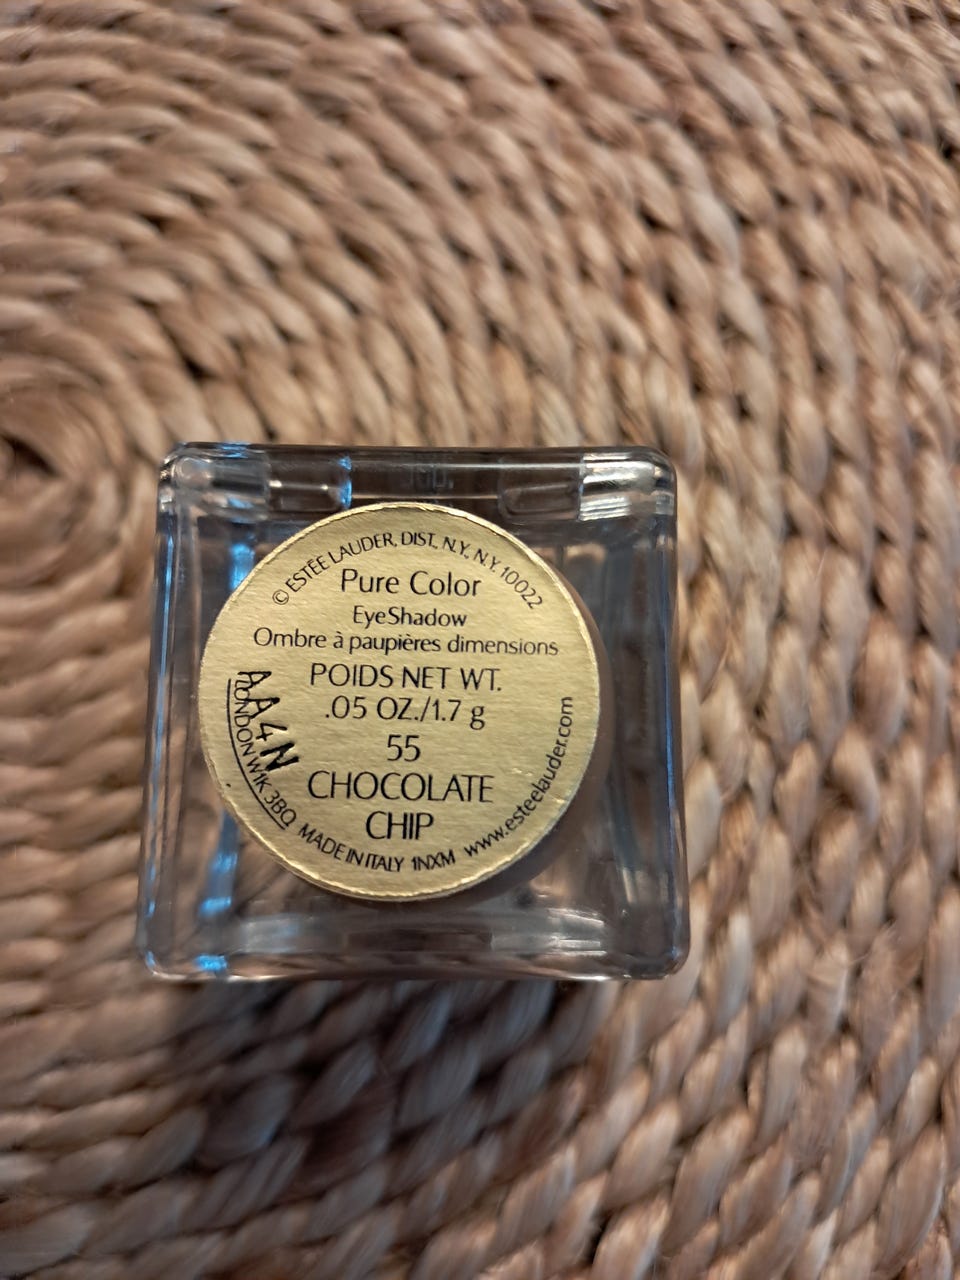 © ESTĒE LAUDER, DIST., N.Y., N.Y. 10022
Pure Color
EyeShadow
Ombre à paupières dimensions
POIDS NET WT.
.05 OZ./1.7 g
55
CHOCOLATE
CHIP
AA4N
LONDON W1K 3BQ
MADE IN ITALY 1NXM
www.esteelauder.com